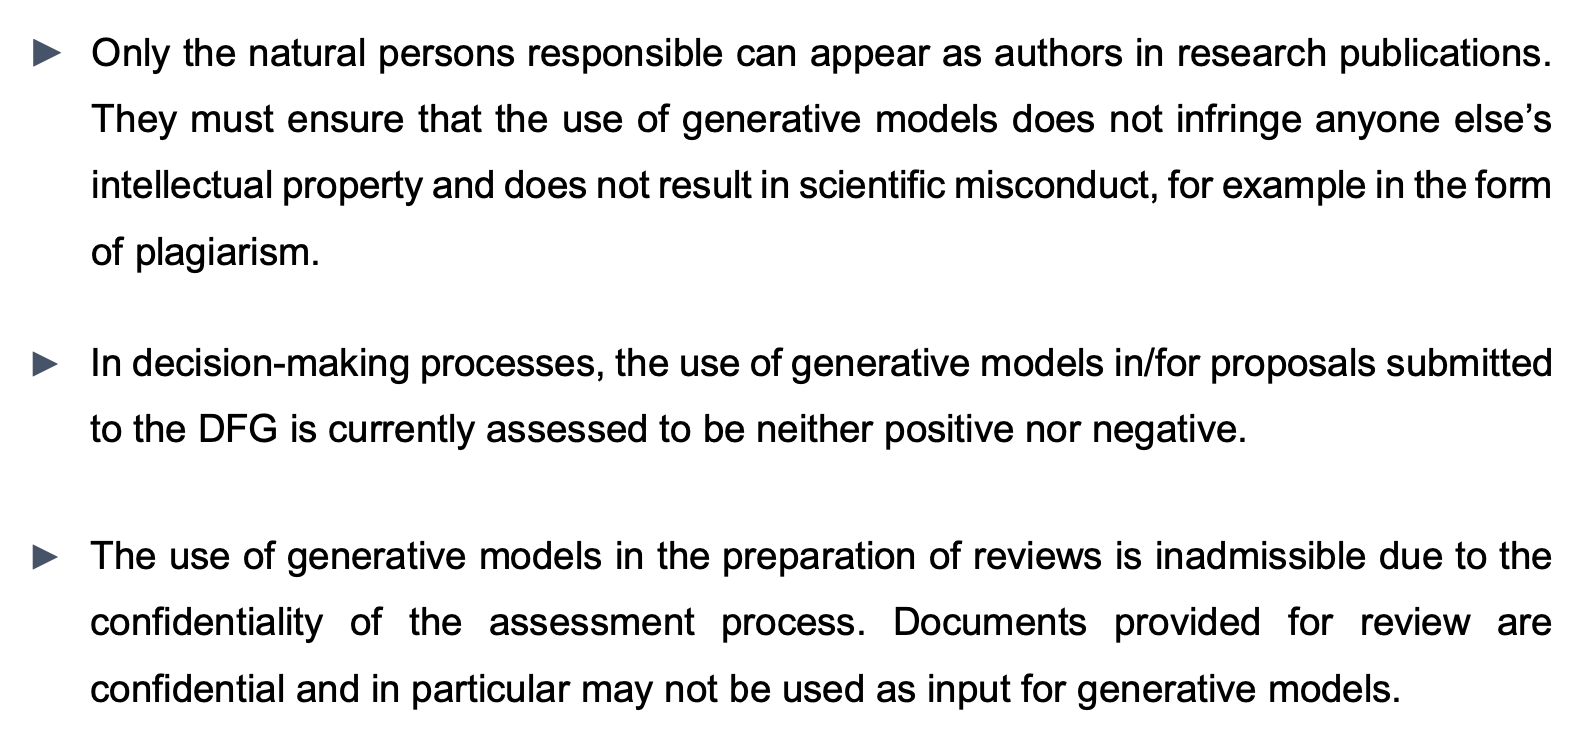 ► Only the natural persons responsible can appear as authors in research publications.
They must ensure that the use of generative models does not infringe anyone else’s
intellectual property and does not result in scientific misconduct, for example in the form
of plagiarism.
► In decision-making processes, the use of generative models in/for proposals submitted
to the DFG is currently assessed to be neither positive nor negative.
► The use of generative models in the preparation of reviews is inadmissible due to the
confidentiality of the assessment process. Documents provided for review are
confidential and in particular may not be used as input for generative models.